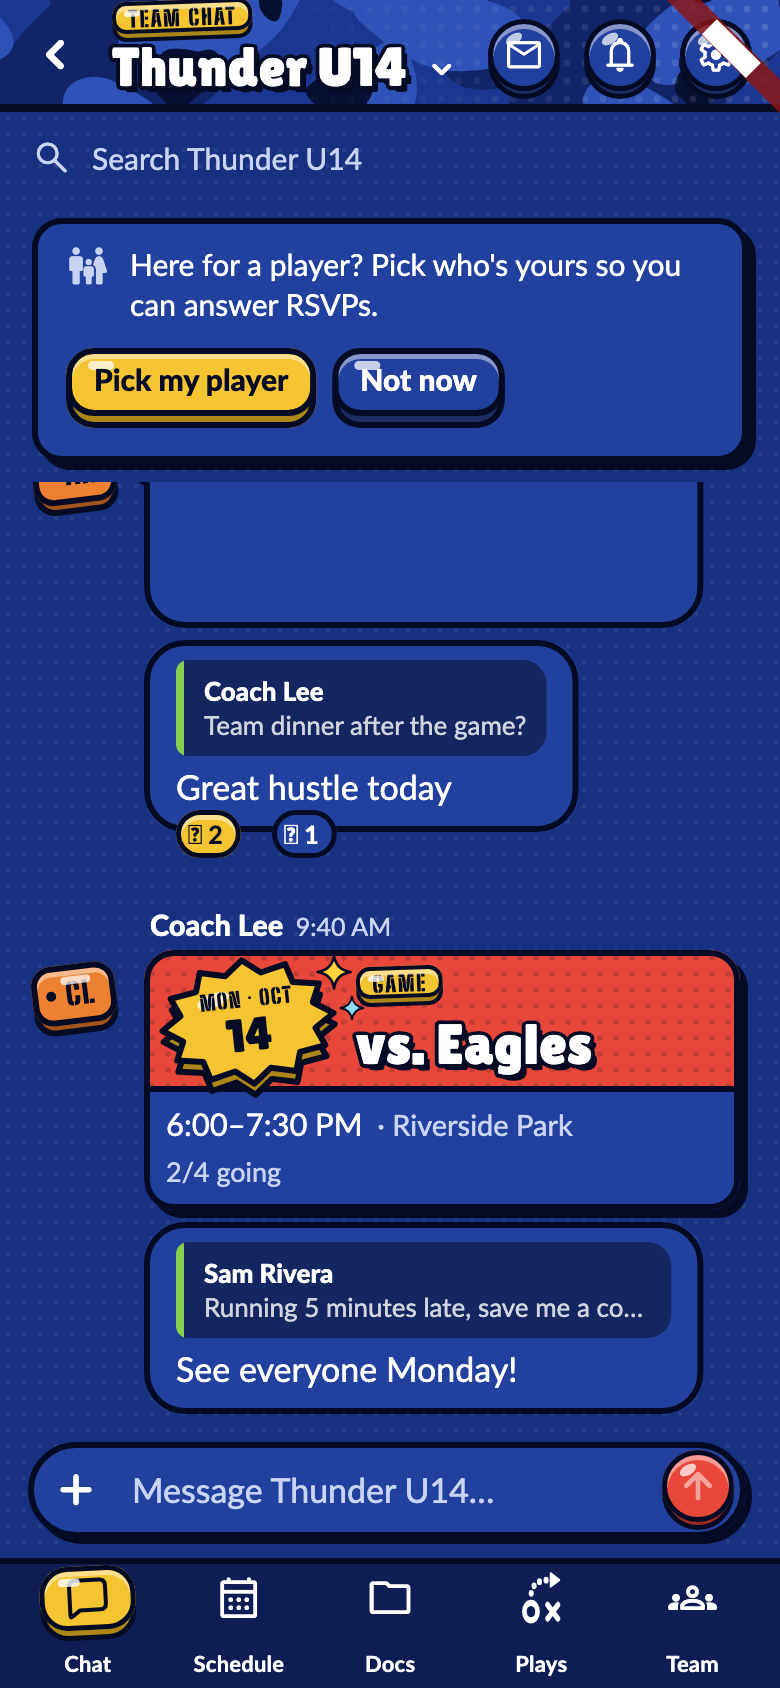 TEAM CHAT
Thunder U14
Search Thunder U14
Here for a player? Pick who's yours so you
can answer RSVPs.
Pick my player
Not now
Coach Lee
Team dinner after the game?
Great hustle today
2
1
Coach Lee 9:40 AM
CL
MON · OCT
14
GAME
vs. Eagles
6:00–7:30 PM · Riverside Park
2/4 going
Sam Rivera
Running 5 minutes late, save me a co...
See everyone Monday!
Message Thunder U14...
Chat
Schedule
Docs
Plays
Team